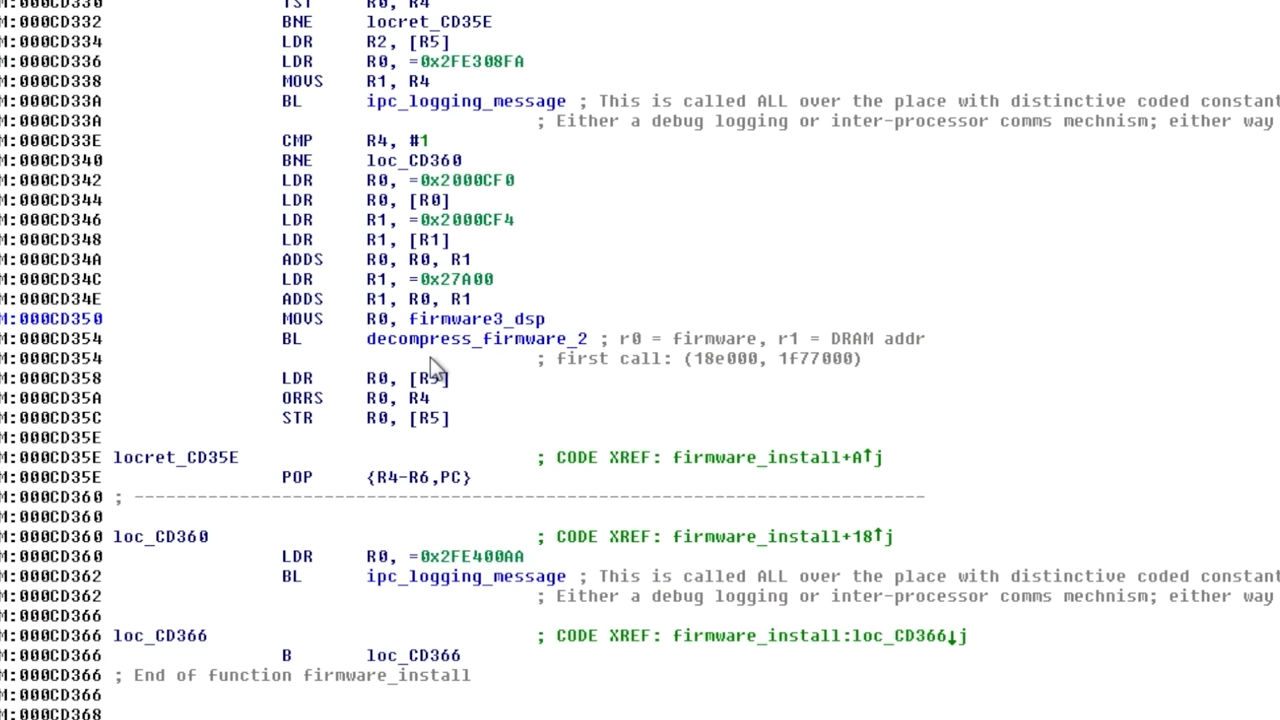 M:000CD330 TST R0, R4
M:000CD332 BNE locret_CD35E
M:000CD334 LDR R2, [R5]
M:000CD336 LDR R0, =0x2FE308FA
M:000CD338 MOVS R1, R4
M:000CD33A BL ipc_logging_message ; This is called ALL over the place with distinctive coded constant
M:000CD33A ; Either a debug logging or inter-processor comms mechnism; either way
M:000CD33E CMP R4, #1
M:000CD340 BNE loc_CD360
M:000CD342 LDR R0, =0x2000CF0
M:000CD344 LDR R0, [R0]
M:000CD346 LDR R1, =0x2000CF4
M:000CD348 LDR R1, [R1]
M:000CD34A ADDS R0, R0, R1
M:000CD34C LDR R1, =0x27A00
M:000CD34E ADDS R1, R0, R1
M:000CD350 MOVS R0, firmware3_dsp
M:000CD354 BL decompress_firmware_2 ; r0 = firmware, r1 = DRAM addr
M:000CD354 ; first call: (18e000, 1f77000)
M:000CD358 LDR R0, [R5]
M:000CD35A ORRS R0, R4
M:000CD35C STR R0, [R5]
M:000CD35E
M:000CD35E locret_CD35E ; CODE XREF: firmware_install+A↑j
M:000CD35E POP {R4-R6,PC}
M:000CD360 ; ---------------------------------------------------------------------------
M:000CD360
M:000CD360 loc_CD360 ; CODE XREF: firmware_install+18↑j
M:000CD360 LDR R0, =0x2FE400AA
M:000CD362 BL ipc_logging_message ; This is called ALL over the place with distinctive coded constant
M:000CD362 ; Either a debug logging or inter-processor comms mechnism; either way
M:000CD366
M:000CD366 loc_CD366 ; CODE XREF: firmware_install:loc_CD366↓j
M:000CD366 B loc_CD366
M:000CD366 ; End of function firmware_install
M:000CD366
M:000CD368